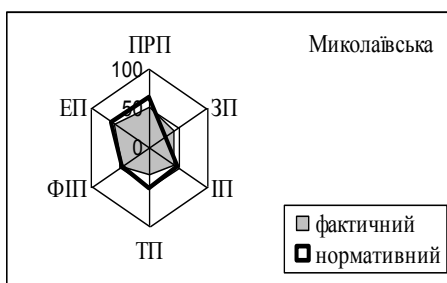 ПРП
Миколаївська
100
ЕП
50
ЗП
0
ФІП
ІП
ТП
фактичний
нормативний